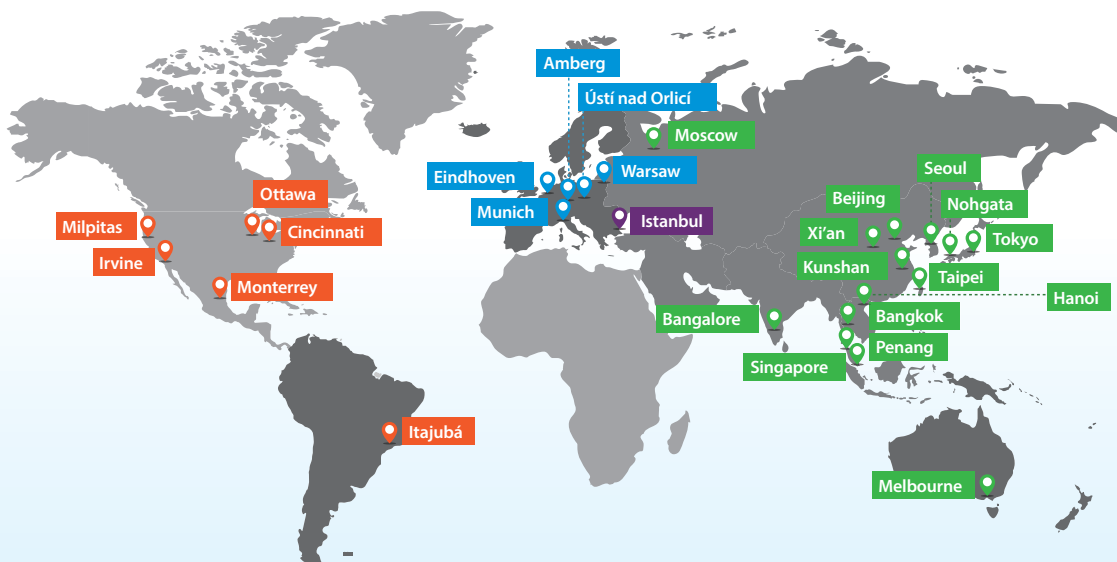 Amberg
Ústí nad Orlicí
Moscow
Eindhoven
Warsaw
Seoul
Ottawa
Beijing
Nohgata
Milpitas
Cincinnati
Munich
Istanbul
Xi’an
Tokyo
Irvine
Kunshan
Monterrey
Taipei
Hanoi
Bangalore
Bangkok
Penang
Singapore
Itajubá
Melbourne